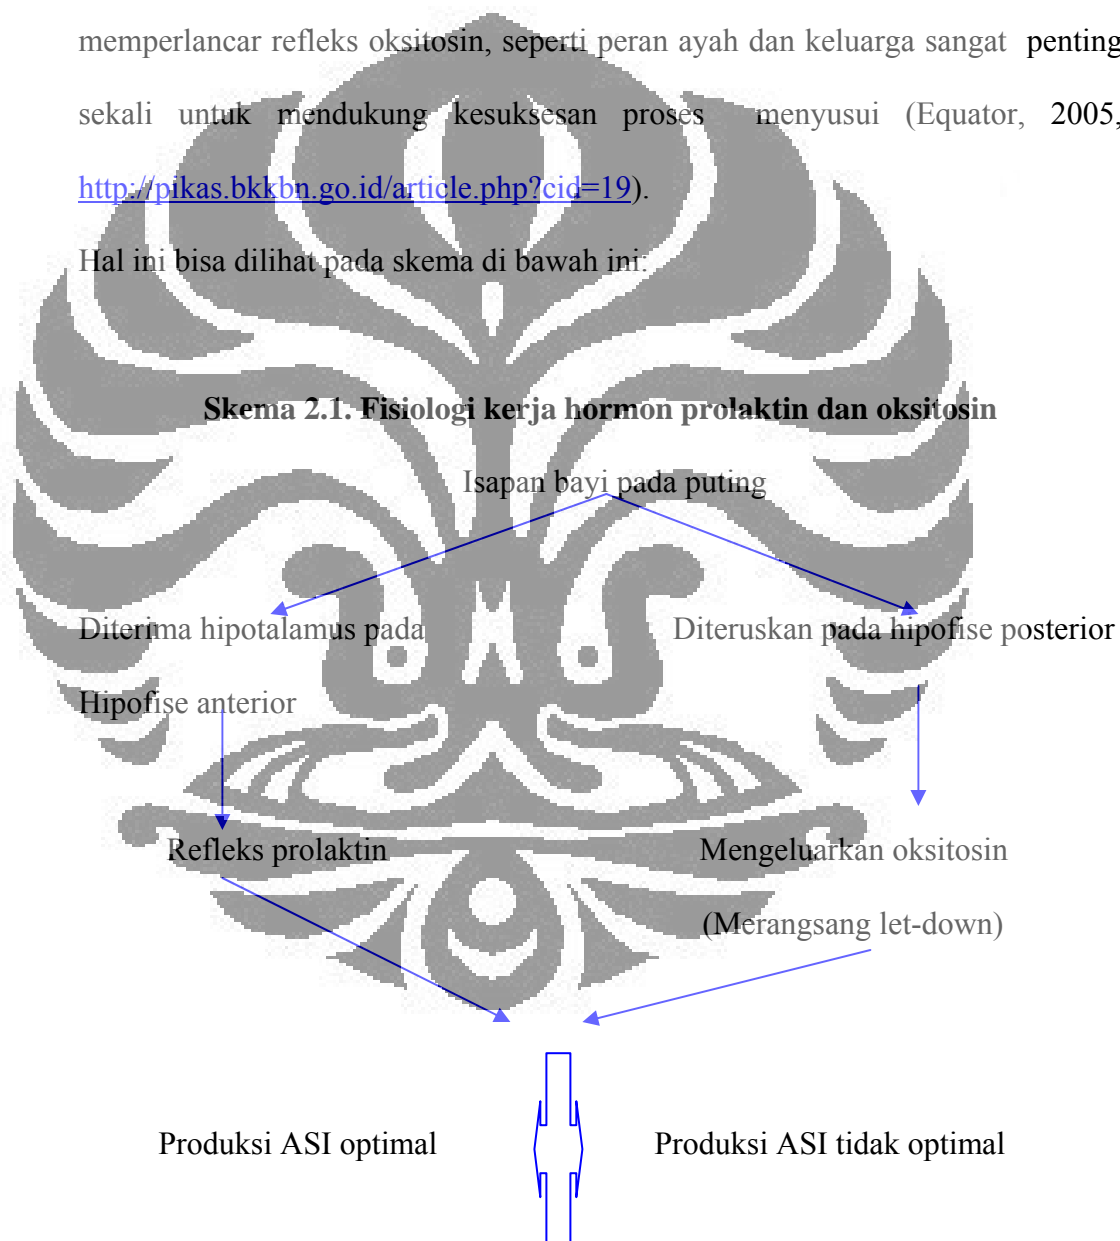 memperlancar refleks oksitosin, seperti peran ayah dan keluarga sangat penting
sekali untuk mendukung kesuksesan proses menyusui (Equator, 2005,
http://pikas.bkkbn.go.id/article.php?cid=19).
Hal ini bisa dilihat pada skema di bawah ini:
Skema 2.1. Fisiologi kerja hormon prolaktin dan oksitosin
Isapan bayi pada puting
Diterima hipotalamus pada
Diteruskan pada hipofise posterior
Hipofise anterior
Refleks prolaktin
Mengeluarkan oksitosin
(Merangsang let-down)
Produksi ASI optimal
Produksi ASI tidak optimal